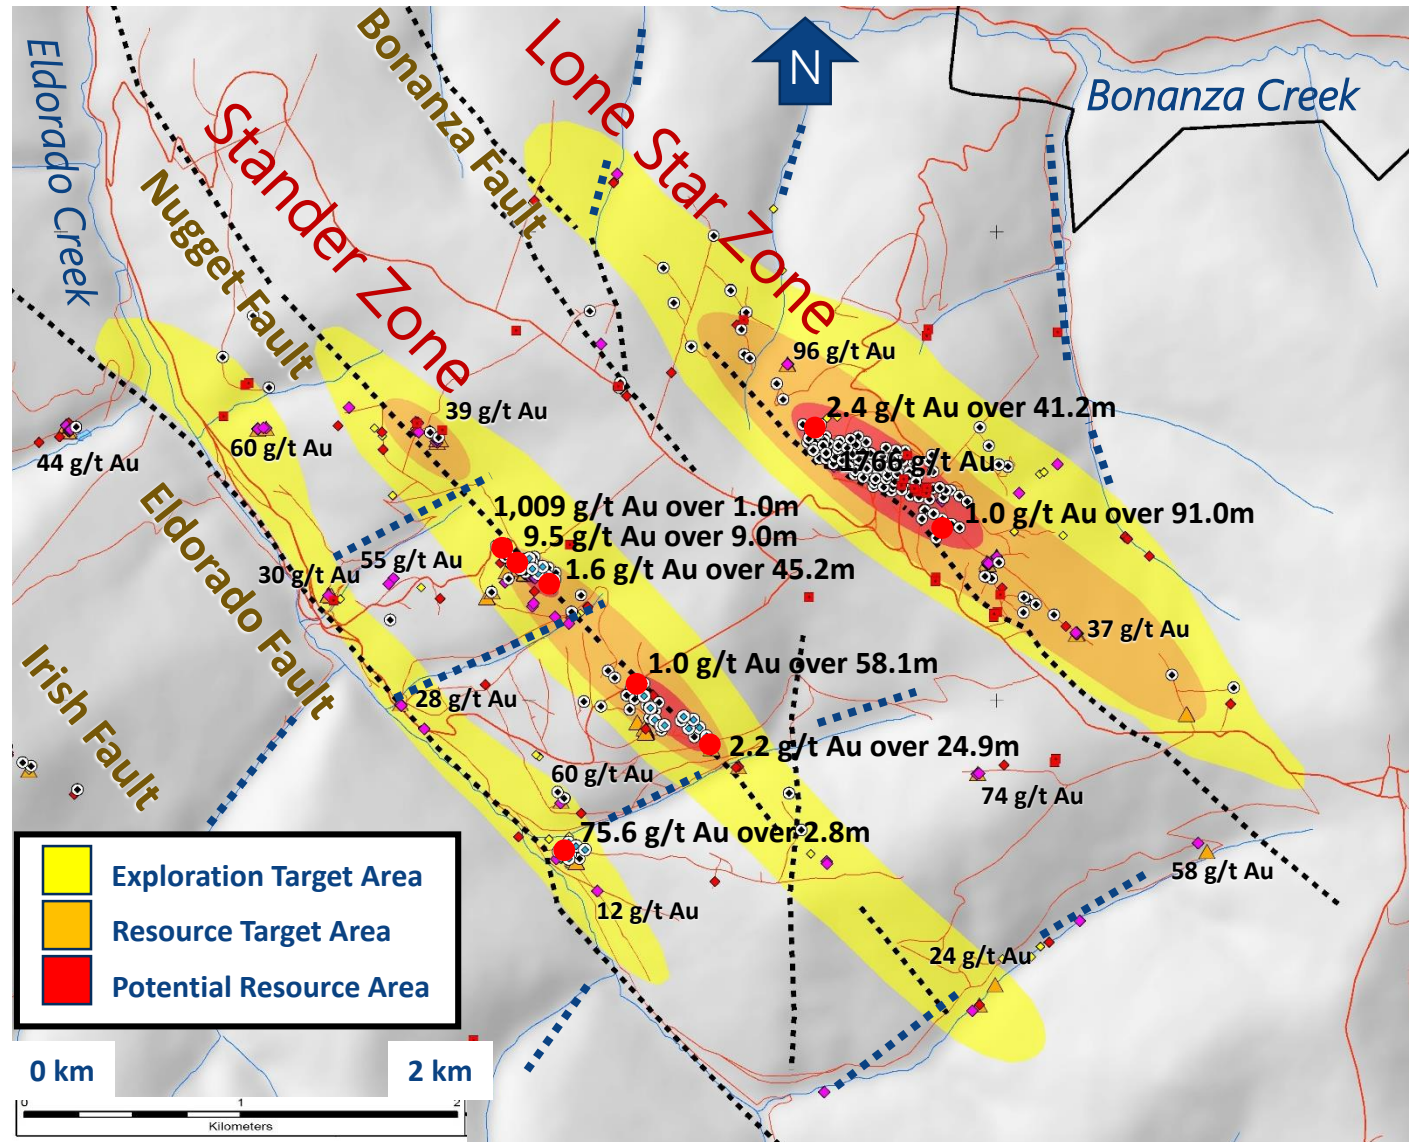 Eldorado Creek
Bonanza Fault
Lone Star Zone
N
Bonanza Creek
Stander Zone
Nugget Fault
96 g/t Au
39 g/t Au
2.4 g/t Au over 41.2m
44 g/t Au
60 g/t Au
1766 g/t Au
1,009 g/t Au over 1.0m
1.0 g/t Au over 91.0m
9.5 g/t Au over 9.0m
55 g/t Au
30 g/t Au
1.6 g/t Au over 45.2m
Eldorado Fault
37 g/t Au
1.0 g/t Au over 58.1m
Irish Fault
28 g/t Au
2.2 g/t Au over 24.9m
60 g/t Au
74 g/t Au
75.6 g/t Au over 2.8m
58 g/t Au
12 g/t Au
24 g/t Au
Exploration Target Area
Resource Target Area
Potential Resource Area
0 km
2 km
0 1 2
Kilometers